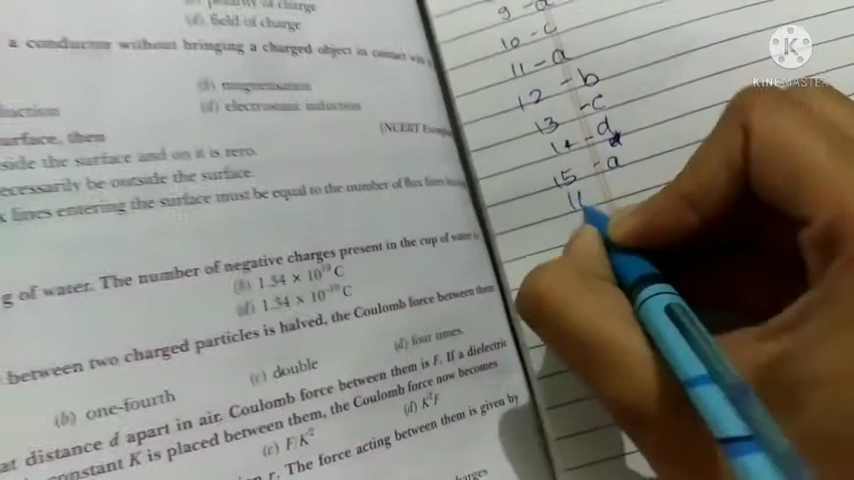 of charge
(d) field of charge
a conductor without bringing a charged object in contact with
(b) magnetisation
(d) electrostatic induction
surface, then
(NCERT
side the surface and on it is zero.
necessarily be outside the surface.
lines entering the surface must be equal to the number of flux lines
g of water. The number of negative charges present in the cup of water
(b) 1.34 × 10¹⁹ C
(d) 1.34 × 10⁻¹⁹ C
between two charged particles is halved, the Coulomb force between them
(b) one-fourth
(c) double
(d) four times.
at distance d apart in air. Coulomb force between them is F. If a dielectric
constant K is placed between them, the Coulomb force now becomes
(c) F/K²
(d) K²F
r. The force acting between them is given by
9 - a
10 - c
11 - a
12 - b
13 - c
14 - d
15 - a
KINEMASTER